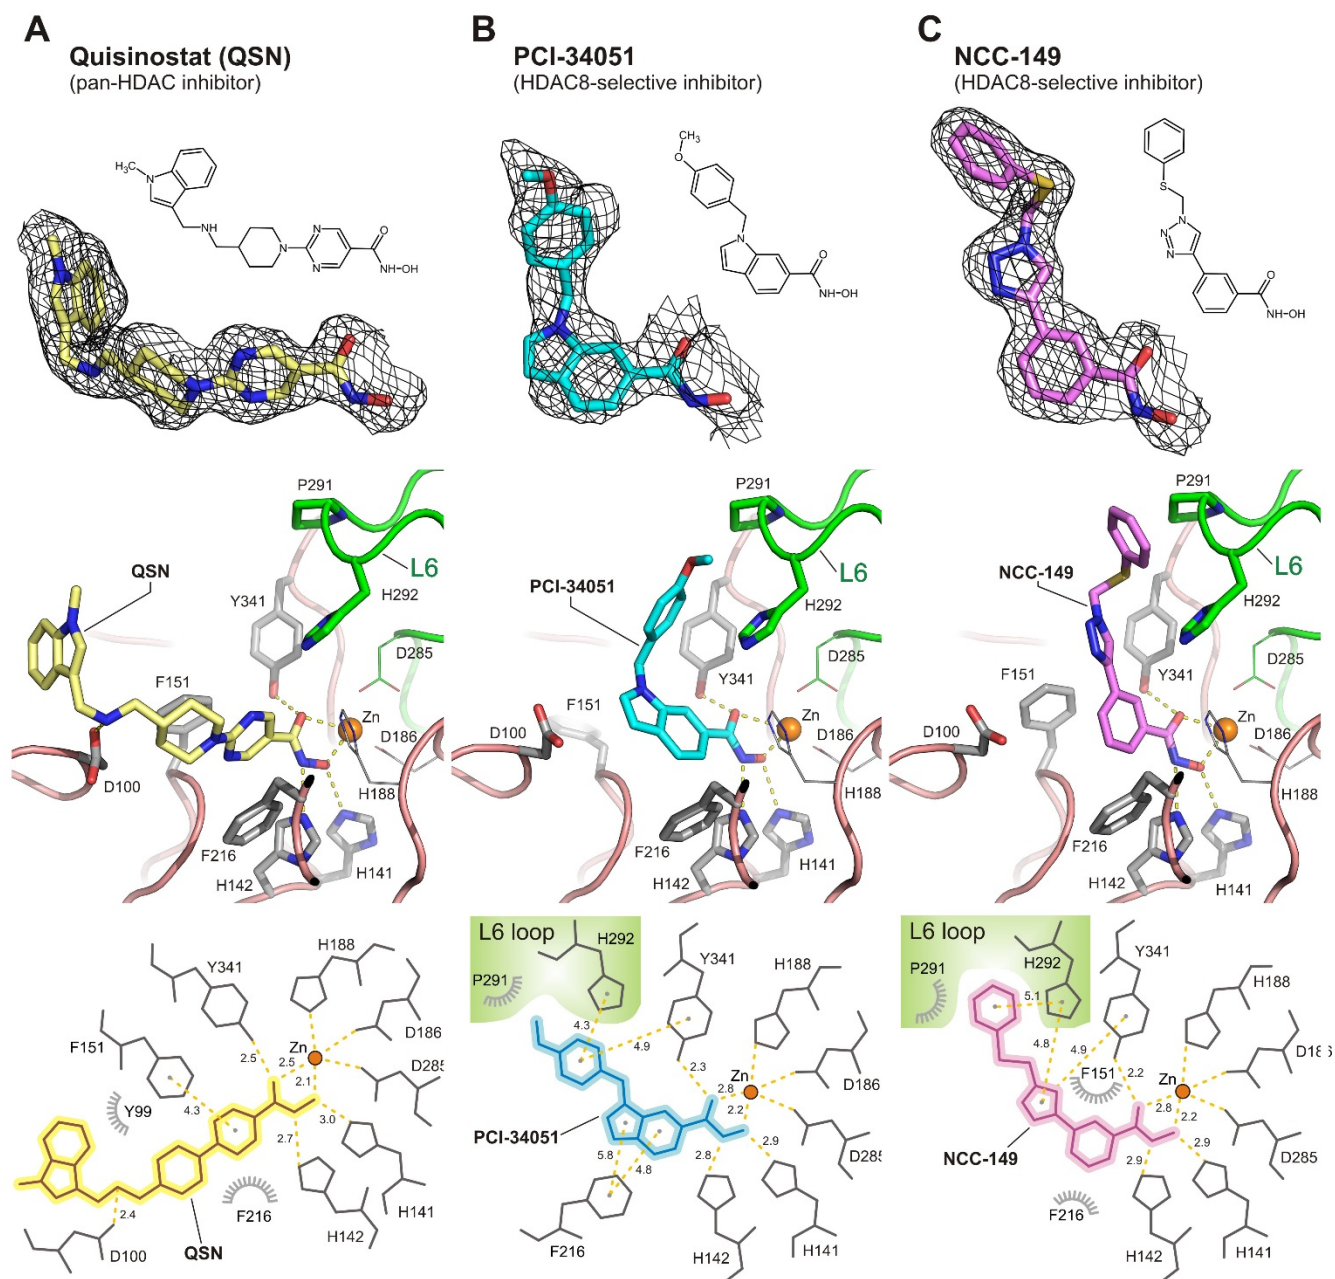 A
Quisinostat (QSN)
(pan-HDAC inhibitor)
H₃C
N
NH
N
N
N
O
NH-OH
B
PCI-34051
(HDAC8-selective inhibitor)
CH₃
O
N
O
NH-OH
C
NCC-149
(HDAC8-selective inhibitor)
S
N
N
N
O
NH-OH
P291
L6
QSN
Y341
H292
D285
F151
Zn
D186
D100
H188
F216
H142
H141
P291
PCI-34051
L6
H292
D285
Y341
F151
D100
Zn
D186
H188
F216
H142
H141
P291
NCC-149
L6
H292
D285
Y341
F151
D100
Zn
D186
H188
F216
H142
H141
H188
Y341
D186
Zn
F151
2.5
2.5
2.1
D285
4.3
Y99
3.0
2.7
F216
H141
2.4
H142
D100
QSN
L6 loop
H292
P291
Y341
H188
4.3
4.9
2.3
Zn
2.8
D186
2.2
PCI-34051
2.9
5.8
2.8
4.8
D285
F216
H142
H141
L6 loop
H292
Y341
P291
5.1
H188
4.8
4.9
F151
2.2
Zn
D186
2.8
2.2
NCC-149
2.9
2.9
D285
F216
H142
H141